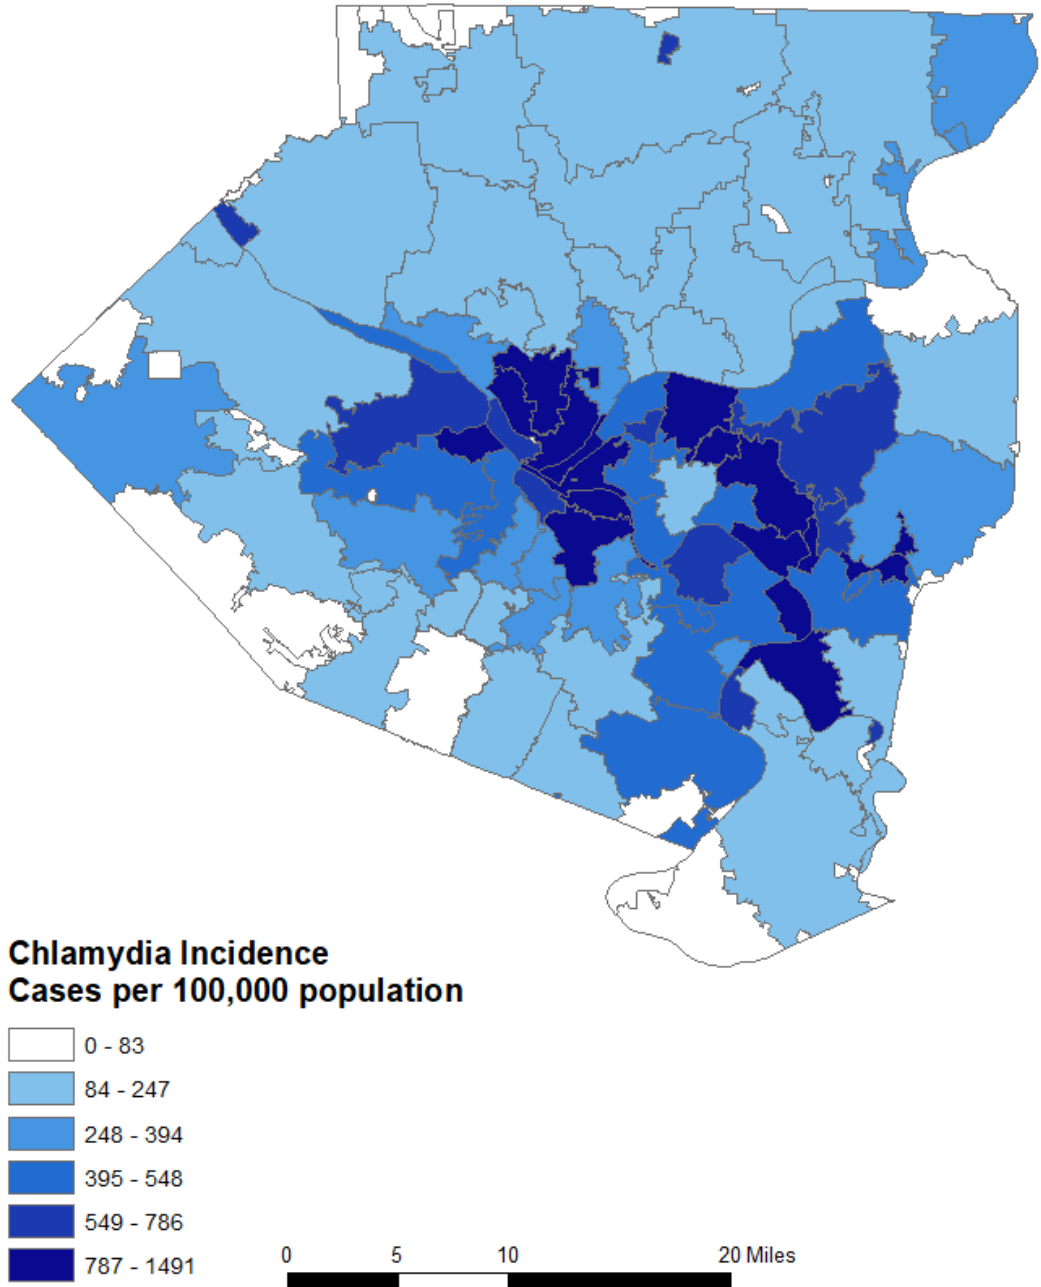 Chlamydia Incidence
Cases per 100,000 population
0 - 83
84 - 247
248 - 394
395 - 548
549 - 786
787 - 1491
0 5 10 20 Miles